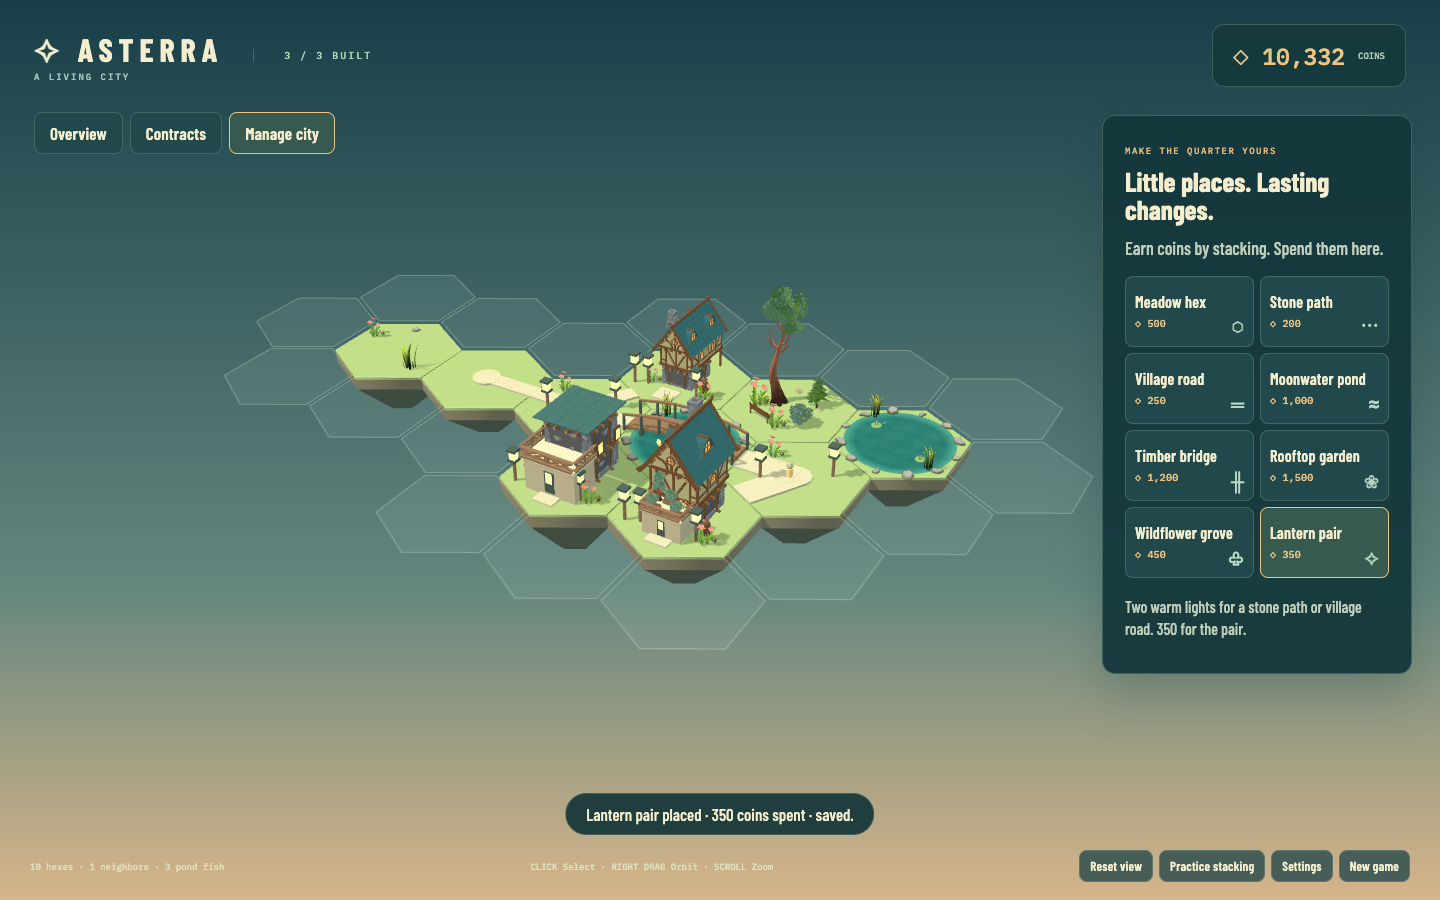 ASTERRA
3 / 3 BUILT
A LIVING CITY
10,332 COINS
Overview
Contracts
Manage city
MAKE THE QUARTER YOURS
Little places. Lasting
changes.
Earn coins by stacking. Spend them here.
Meadow hex
500
Stone path
200
Village road
250
Moonwater pond
1,000
Timber bridge
1,200
Rooftop garden
1,500
Wildflower grove
450
Lantern pair
350
Two warm lights for a stone path or village
road. 350 for the pair.
Lantern pair placed · 350 coins spent · saved.
10 hexes · 1 neighbors · 3 pond fish
CLICK Select · RIGHT DRAG Orbit · SCROLL Zoom
Reset view
Practice stacking
Settings
New game